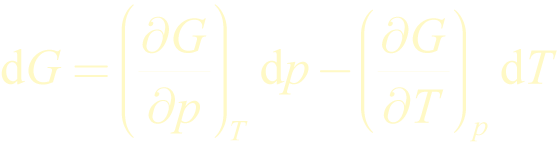 dG = (∂G/∂p)_T dp − (∂G/∂T)_p dT